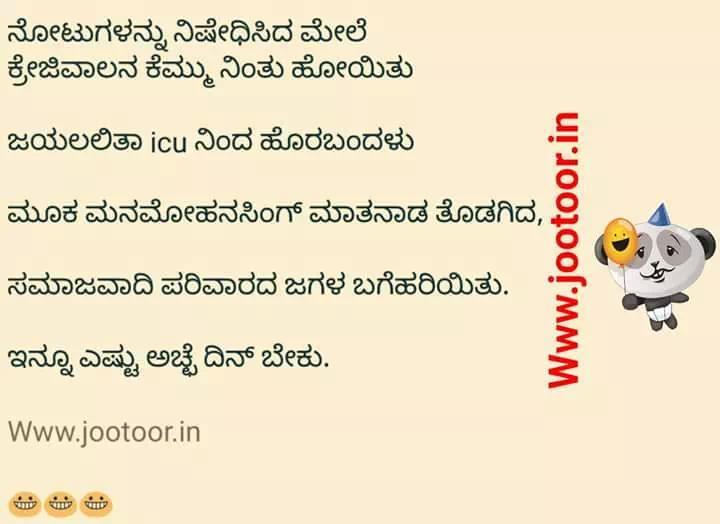 ನೋಟುಗಳನ್ನು ನಿಷೇಧಿಸಿದ ಮೇಲೆ
ಕ್ರೇಜಿವಾಲನ ಕೆಮ್ಮು ನಿಂತು ಹೋಯಿತು
ಜಯಲಲಿತಾ icu ನಿಂದ ಹೊರಬಂದಳು
ಮೂಕ ಮನಮೋಹನಸಿಂಗ್ ಮಾತನಾಡ ತೊಡಗಿದ,
ಸಮಾಜವಾದಿ ಪರಿವಾರದ ಜಗಳ ಬಗೆಹರಿಯಿತು.
ಇನ್ನೂ ಎಷ್ಟು ಅಚ್ಛೆ ದಿನ್ ಬೇಕು.
Www.jootoor.in
Www.jootoor.in